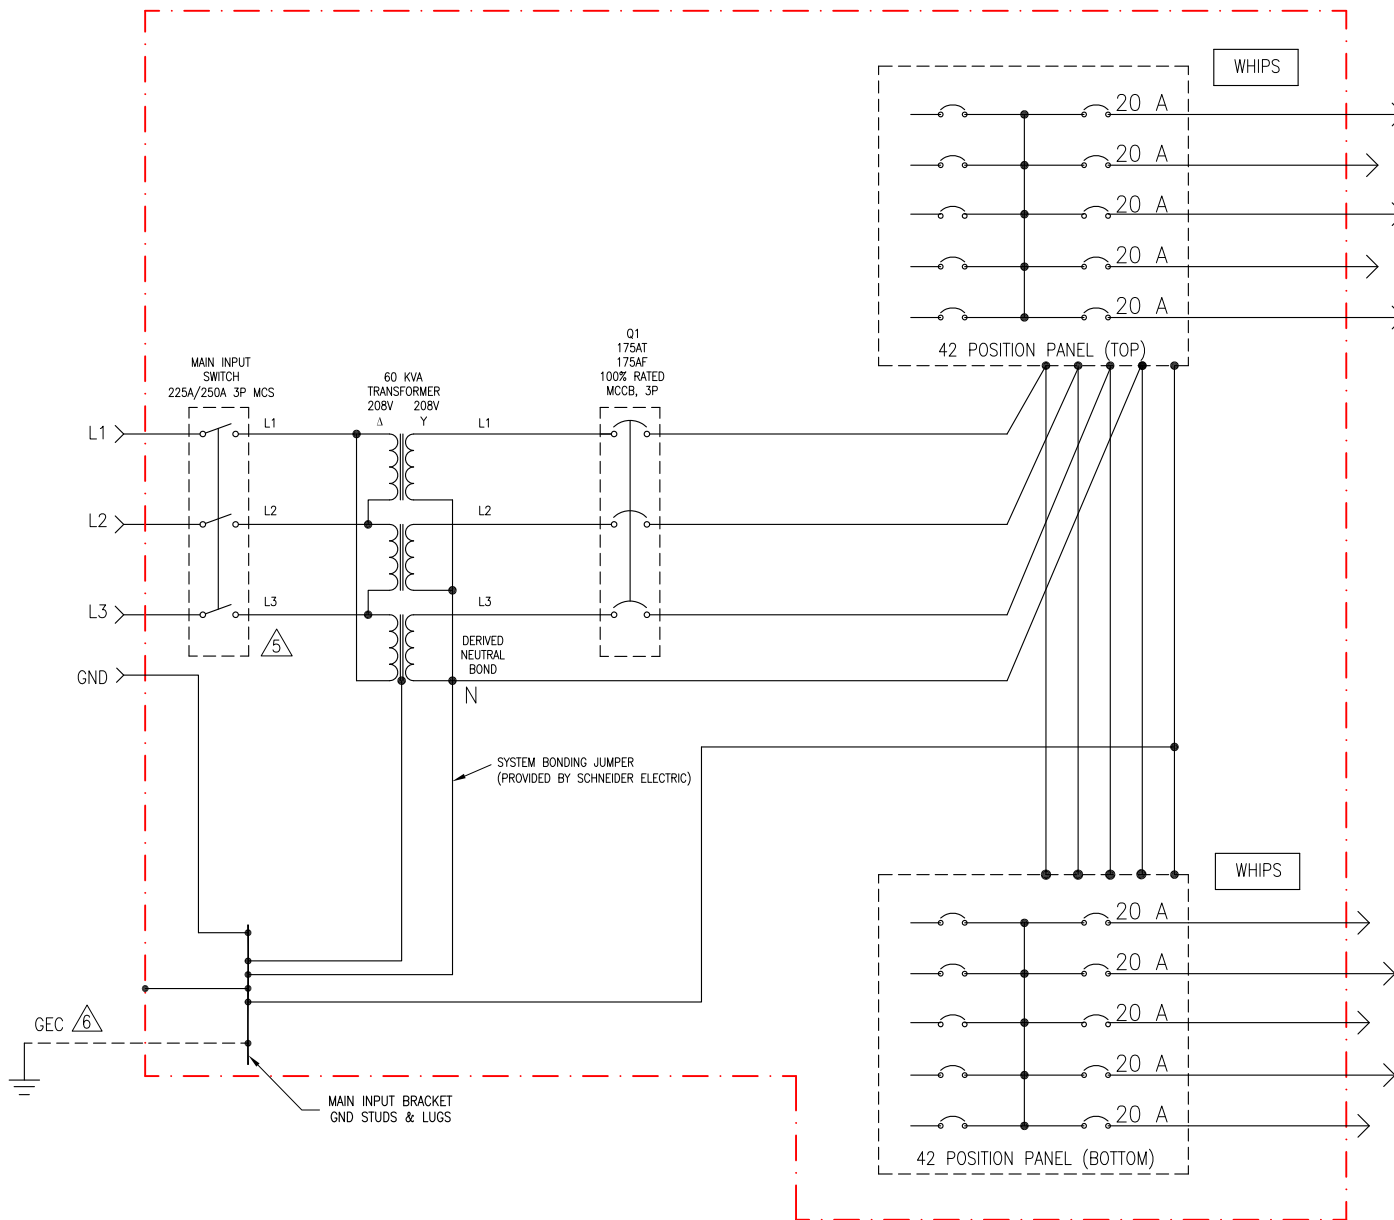 WHIPS
20 A
20 A
20 A
20 A
20 A
42 POSITION PANEL (TOP)
Q1
175AT
175AF
100% RATED
MCCB, 3P
MAIN INPUT
SWITCH
225A/250A 3P MCS
60 KVA
TRANSFORMER
208V 208V
Δ Y
L1
L1
L1
L2
L2
L2
L3
L3
L3
5
DERIVED
NEUTRAL
BOND
GND
N
SYSTEM BONDING JUMPER
(PROVIDED BY SCHNEIDER ELECTRIC)
WHIPS
20 A
20 A
20 A
20 A
20 A
42 POSITION PANEL (BOTTOM)
GEC 6
MAIN INPUT BRACKET
GND STUDS & LUGS